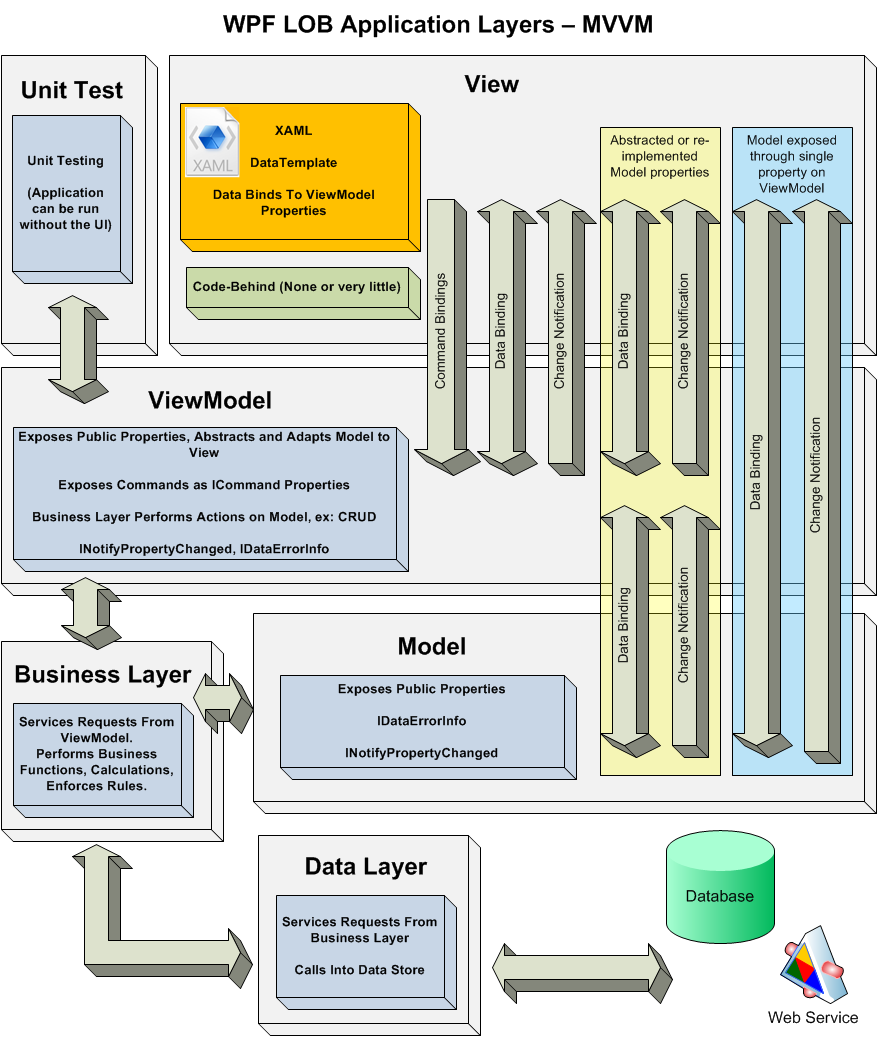 WPF LOB Application Layers – MVVM
Unit Test
Unit Testing
(Application
can be run
without the UI)
View
XAML
XAML
DataTemplate
Data Binds To ViewModel
Properties
Code-Behind (None or very little)
Abstracted or re-
implemented
Model properties
Model exposed
through single
property on
ViewModel
Command Bindings
Data Binding
Change Notification
Data Binding
Change Notification
Data Binding
Change Notification
ViewModel
Exposes Public Properties, Abstracts and Adapts Model to
View
Exposes Commands as ICommand Properties
Business Layer Performs Actions on Model, ex: CRUD
INotifyPropertyChanged, IDataErrorInfo
Data Binding
Change Notification
Business Layer
Services Requests From
ViewModel.
Performs Business
Functions, Calculations,
Enforces Rules.
Model
Exposes Public Properties
IDataErrorInfo
INotifyPropertyChanged
Data Layer
Services Requests From
Business Layer
Calls Into Data Store
Database
Web Service